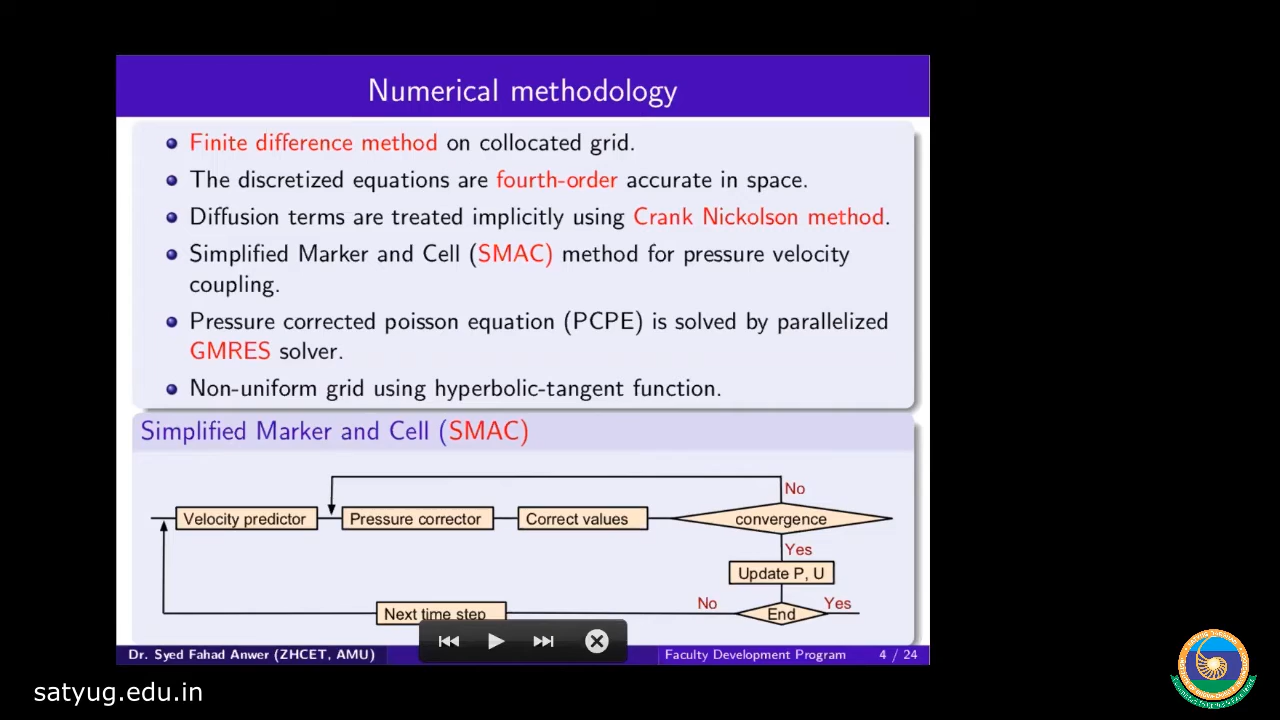 Numerical methodology
Finite difference method on collocated grid.
The discretized equations are fourth-order accurate in space.
Diffusion terms are treated implicitly using Crank Nickolson method.
Simplified Marker and Cell (SMAC) method for pressure velocity
coupling.
Pressure corrected poisson equation (PCPE) is solved by parallelized
GMRES solver.
Non-uniform grid using hyperbolic-tangent function.
Simplified Marker and Cell (SMAC)
No
Velocity predictor
Pressure corrector
Correct values
convergence
Yes
Update P, U
No
Yes
Next time step
End
Dr. Syed Fahad Anwer (ZHCET, AMU)
Faculty Development Program
4 / 24
satyug.edu.in